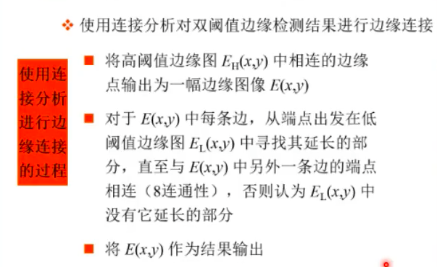 使用连接分析对双阈值边缘检测结果进行边缘连接
使用连
接分析
进行边
缘连接
的过程
将高阈值边缘图 E_H(x,y) 中相连的边缘
点输出为一幅边缘图像 E(x,y)
对于 E(x,y) 中每条边，从端点出发在低
阈值边缘图 E_L(x,y) 中寻找其延长的部
分，直至与 E(x,y) 中另外一条边的端点
相连（8连通性），否则认为 E_L(x,y) 中
没有它延长的部分
将 E(x,y) 作为结果输出